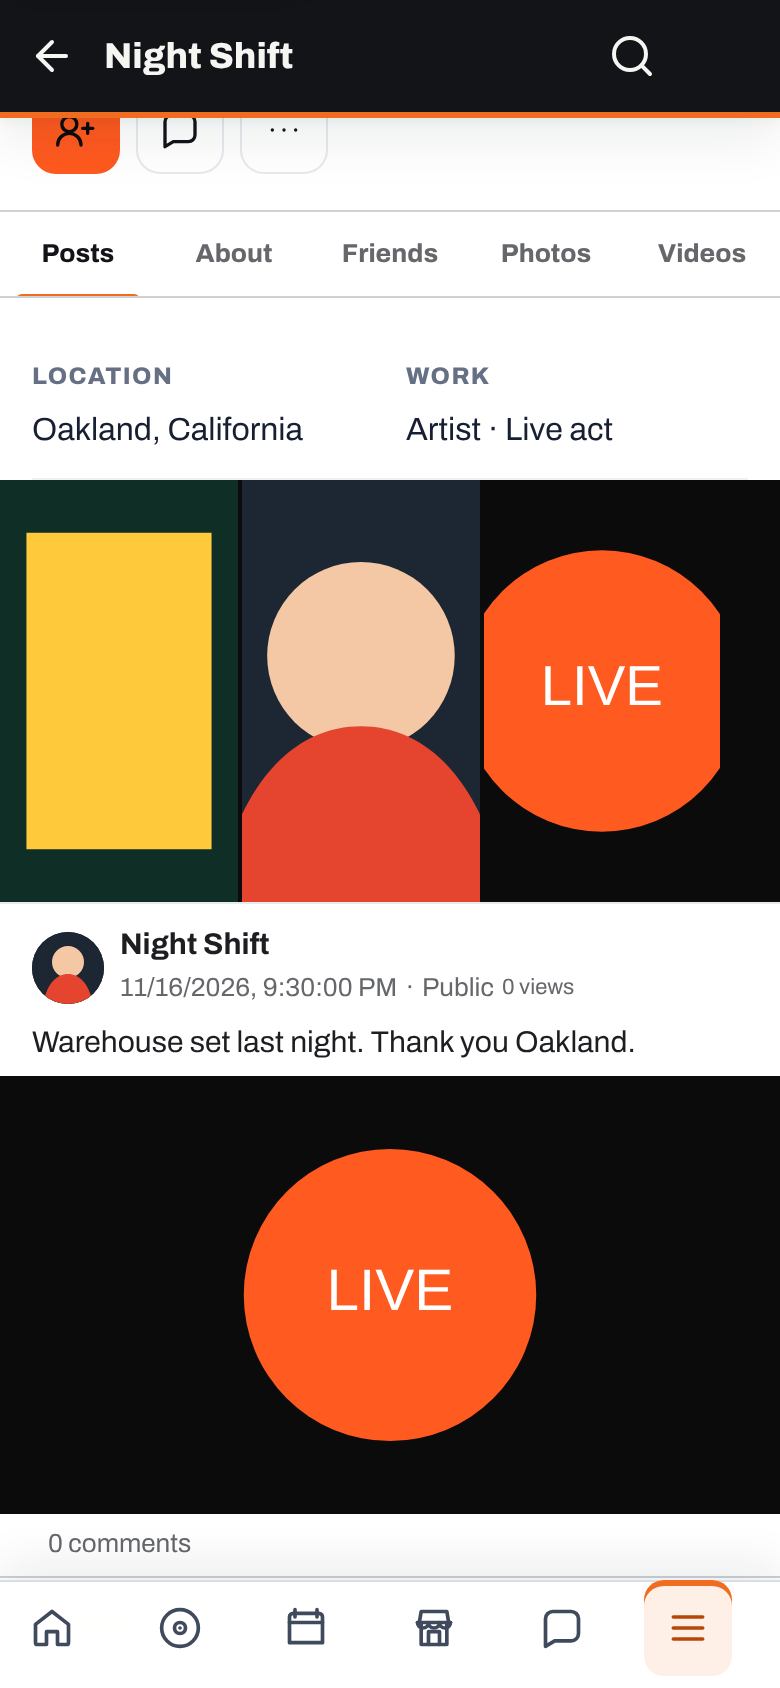 Night Shift
Posts About Friends Photos Videos
LOCATION WORK
Oakland, California Artist · Live act
LIVE
Night Shift
11/16/2026, 9:30:00 PM · Public 0 views
Warehouse set last night. Thank you Oakland.
LIVE
0 comments